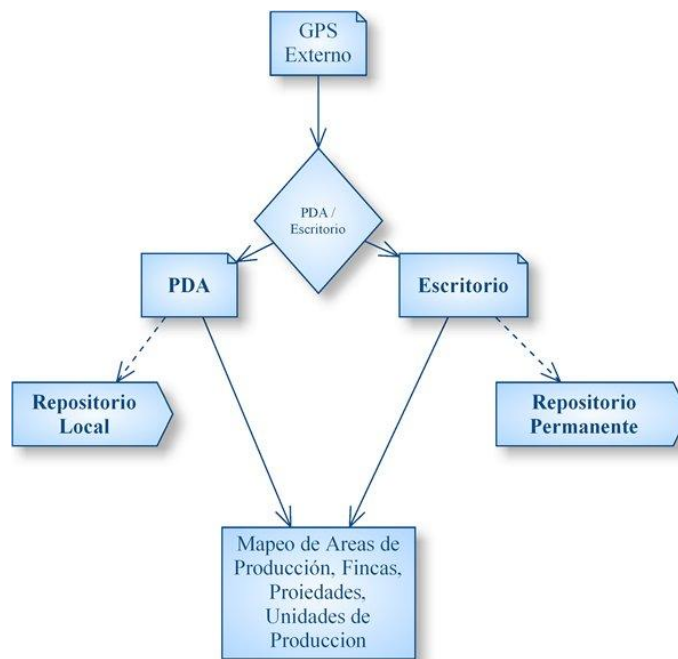 GPS
Externo
PDA /
Escritorio
PDA
Escritorio
Repositorio
Local
Repositorio
Permanente
Mapeo de Areas de
Producción, Fincas,
Proiedades,
Unidades de
Produccion